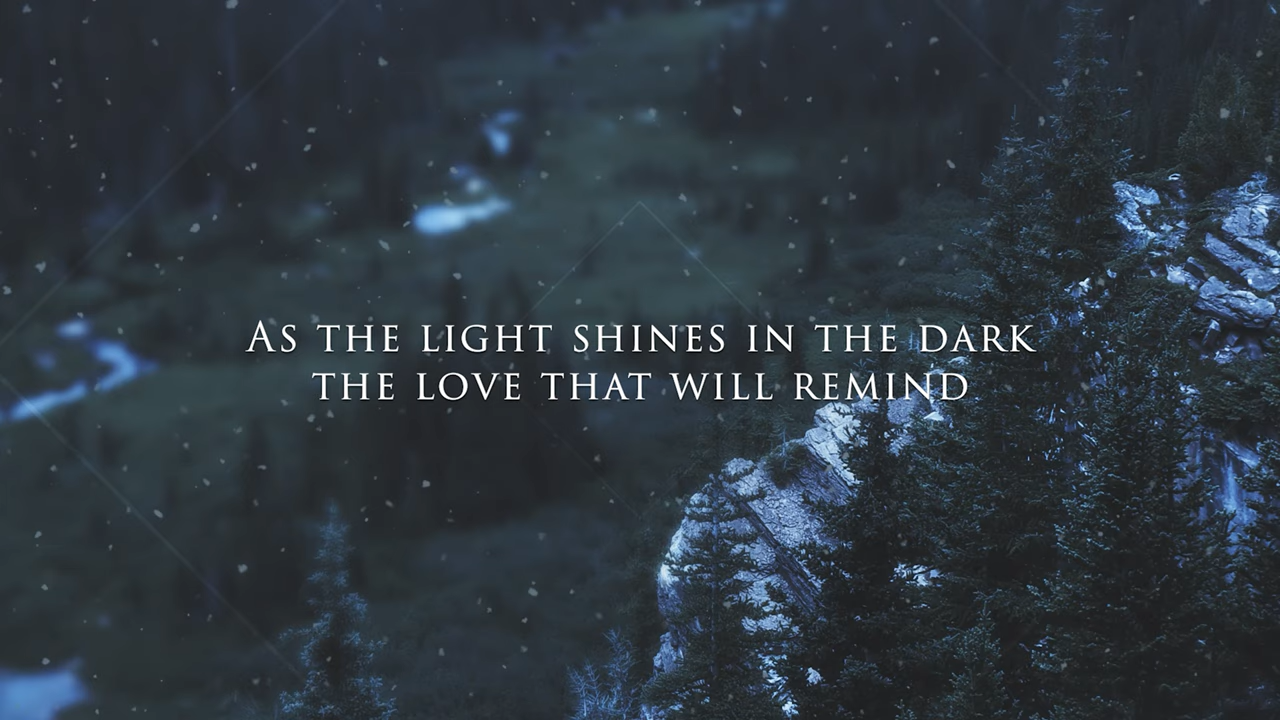 As the light shines in the dark
the love that will remind